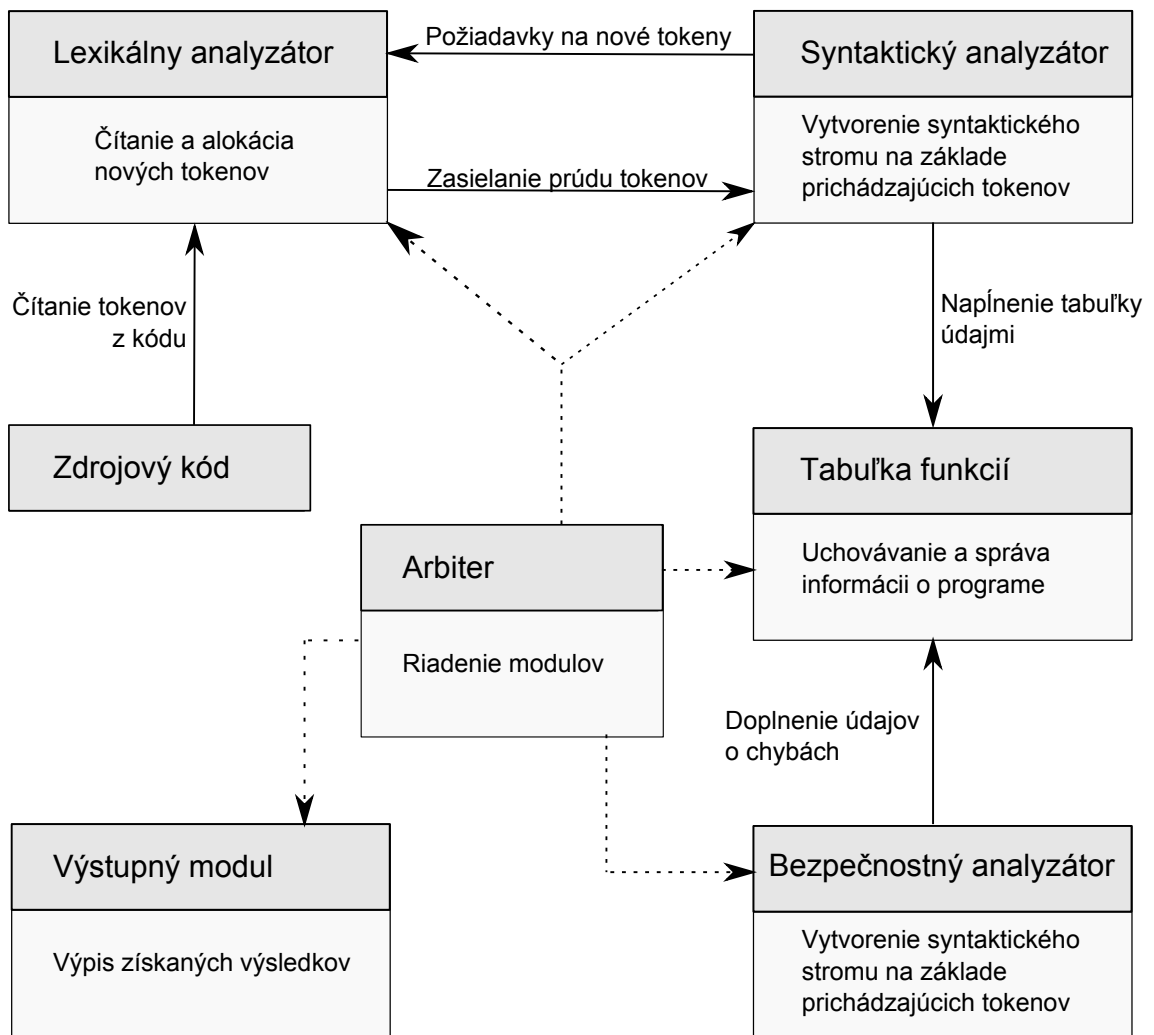 Lexikálny analyzátor
Požiadavky na nové tokeny
Syntaktický analyzátor
Čítanie a alokácia
nových tokenov
Zasielanie prúdu tokenov
Vytvorenie syntaktického
stromu na základe
prichádzajúcich tokenov
Čítanie tokenov
z kódu
Napĺnenie tabuľky
údajmi
Zdrojový kód
Tabuľka funkcií
Uchovávanie a správa
informácii o programe
Arbiter
Riadenie modulov
Doplnenie údajov
o chybách
Výstupný modul
Výpis získaných výsledkov
Bezpečnostný analyzátor
Vytvorenie syntaktického
stromu na základe
prichádzajúcich tokenov